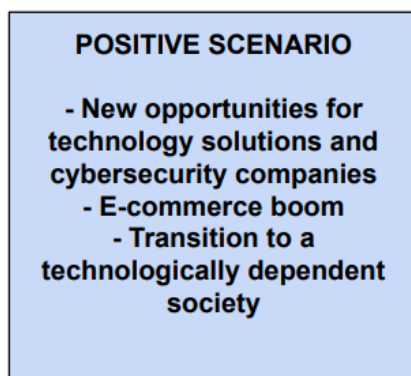 POSITIVE SCENARIO
- New opportunities for
technology solutions and
cybersecurity companies
- E-commerce boom
- Transition to a
technologically dependent
society